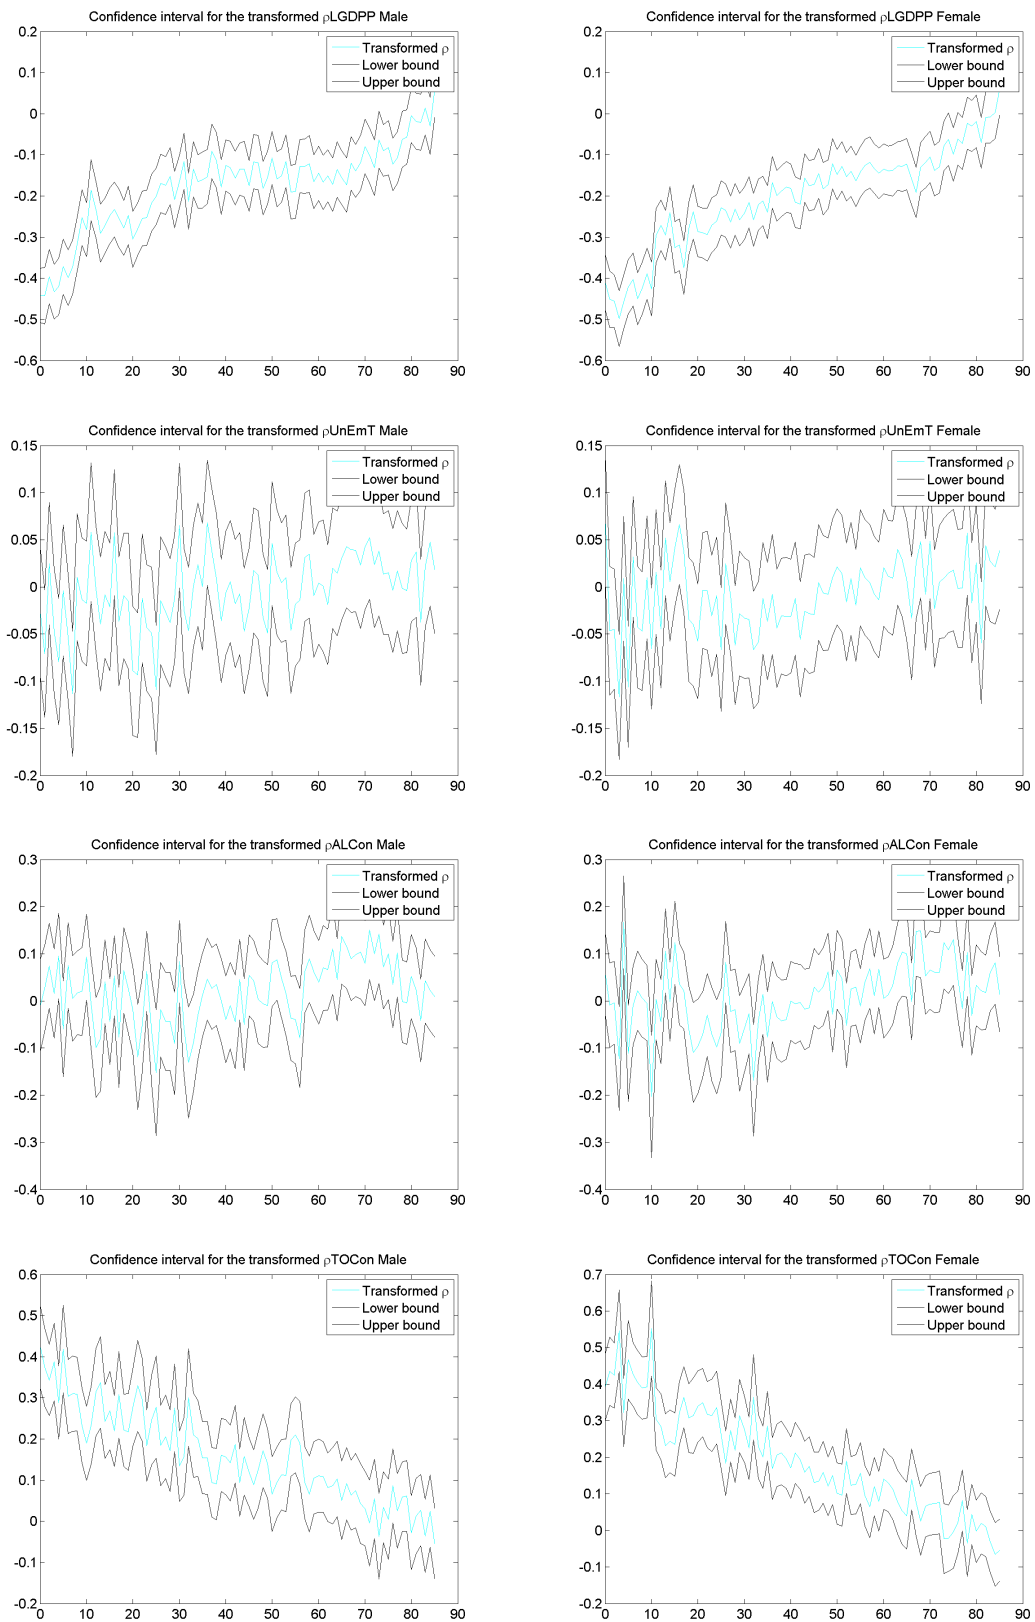 Confidence interval for the transformed ρLGDPP Male
0.2
0.1
0
-0.1
-0.2
-0.3
-0.4
-0.5
-0.6
0 10 20 30 40 50 60 70 80 90
Transformed ρ
Lower bound
Upper bound
Confidence interval for the transformed ρLGDPP Female
0.2
0.1
0
-0.1
-0.2
-0.3
-0.4
-0.5
-0.6
0 10 20 30 40 50 60 70 80 90
Transformed ρ
Lower bound
Upper bound
Confidence interval for the transformed ρUnEmT Male
0.15
0.1
0.05
0
-0.05
-0.1
-0.15
-0.2
0 10 20 30 40 50 60 70 80 90
Transformed ρ
Lower bound
Upper bound
Confidence interval for the transformed ρUnEmT Female
0.15
0.1
0.05
0
-0.05
-0.1
-0.15
-0.2
0 10 20 30 40 50 60 70 80 90
Transformed ρ
Lower bound
Upper bound
Confidence interval for the transformed ρALCon Male
0.3
0.2
0.1
0
-0.1
-0.2
-0.3
-0.4
0 10 20 30 40 50 60 70 80 90
Transformed ρ
Lower bound
Upper bound
Confidence interval for the transformed ρALCon Female
0.3
0.2
0.1
0
-0.1
-0.2
-0.3
-0.4
0 10 20 30 40 50 60 70 80 90
Transformed ρ
Lower bound
Upper bound
Confidence interval for the transformed ρTOCon Male
0.6
0.5
0.4
0.3
0.2
0.1
0
-0.1
-0.2
0 10 20 30 40 50 60 70 80 90
Transformed ρ
Lower bound
Upper bound
Confidence interval for the transformed ρTOCon Female
0.7
0.6
0.5
0.4
0.3
0.2
0.1
0
-0.1
-0.2
0 10 20 30 40 50 60 70 80 90
Transformed ρ
Lower bound
Upper bound